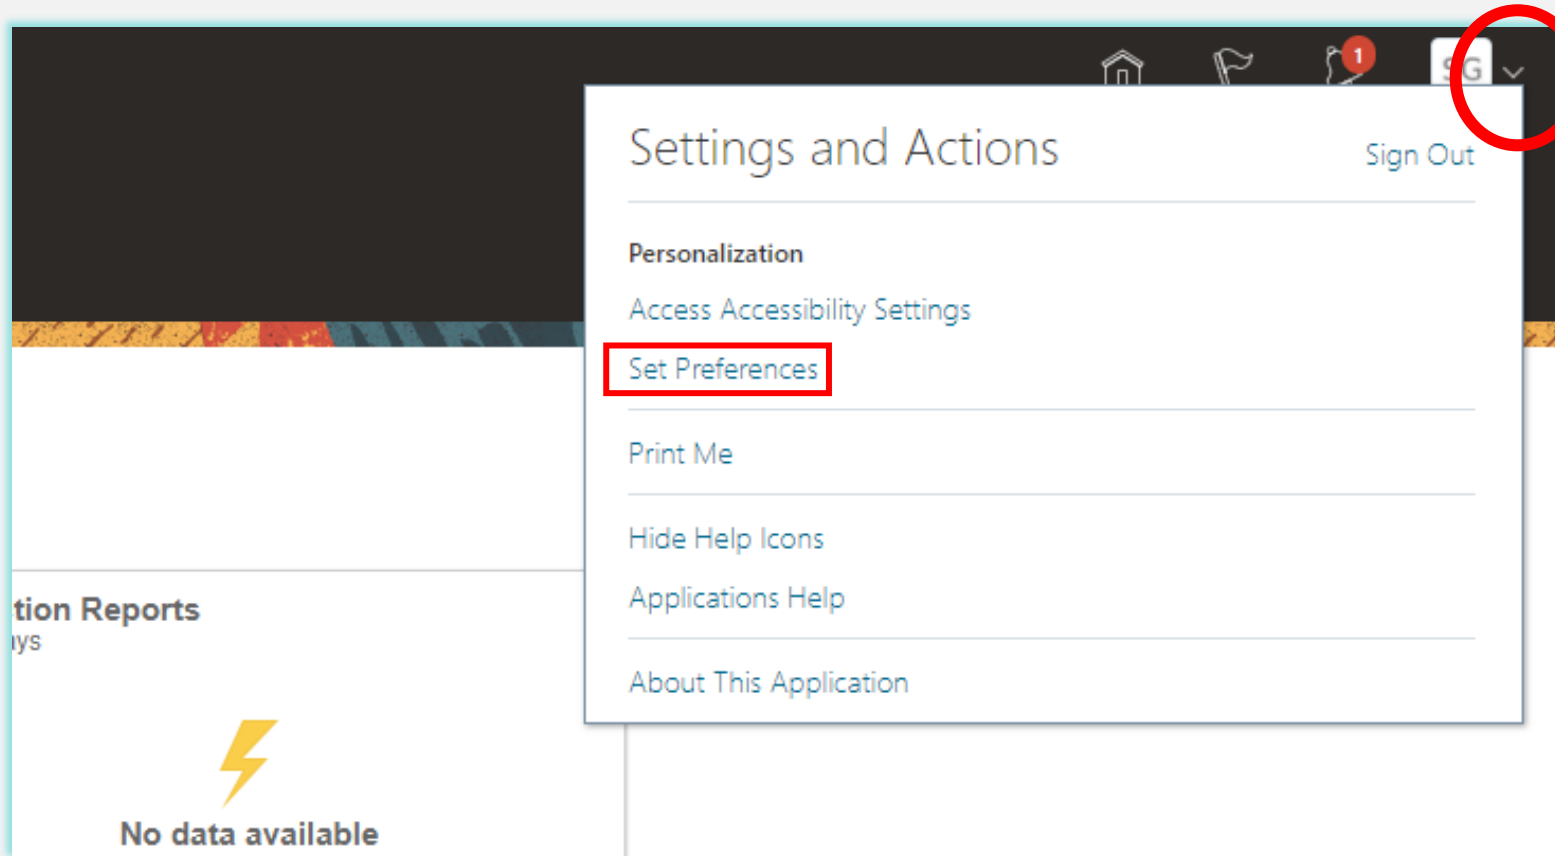 1
SG
Settings and Actions
Sign Out
Personalization
Access Accessibility Settings
Set Preferences
Print Me
Hide Help Icons
Applications Help
About This Application
tion Reports
ays
No data available